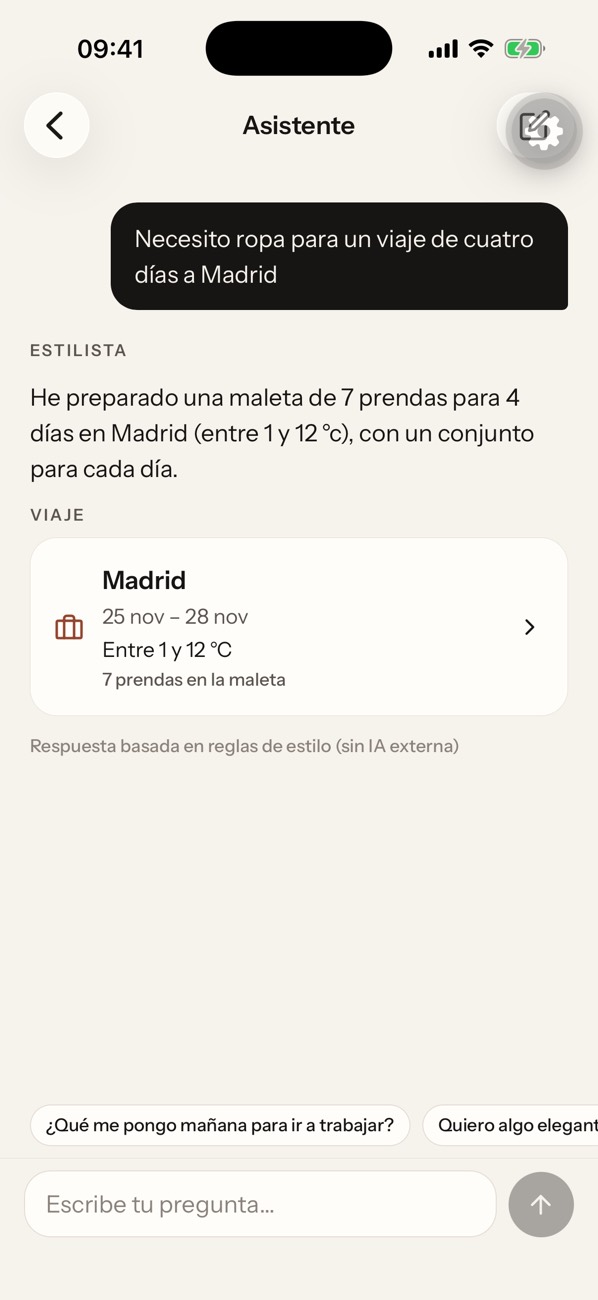 09:41
Asistente
Necesito ropa para un viaje de cuatro
días a Madrid
ESTILISTA
He preparado una maleta de 7 prendas para 4
días en Madrid (entre 1 y 12 °c), con un conjunto
para cada día.
VIAJE
Madrid
25 nov – 28 nov
Entre 1 y 12 °C
7 prendas en la maleta
Respuesta basada en reglas de estilo (sin IA externa)
¿Qué me pongo mañana para ir a trabajar?
Quiero algo elegant
Escribe tu pregunta...